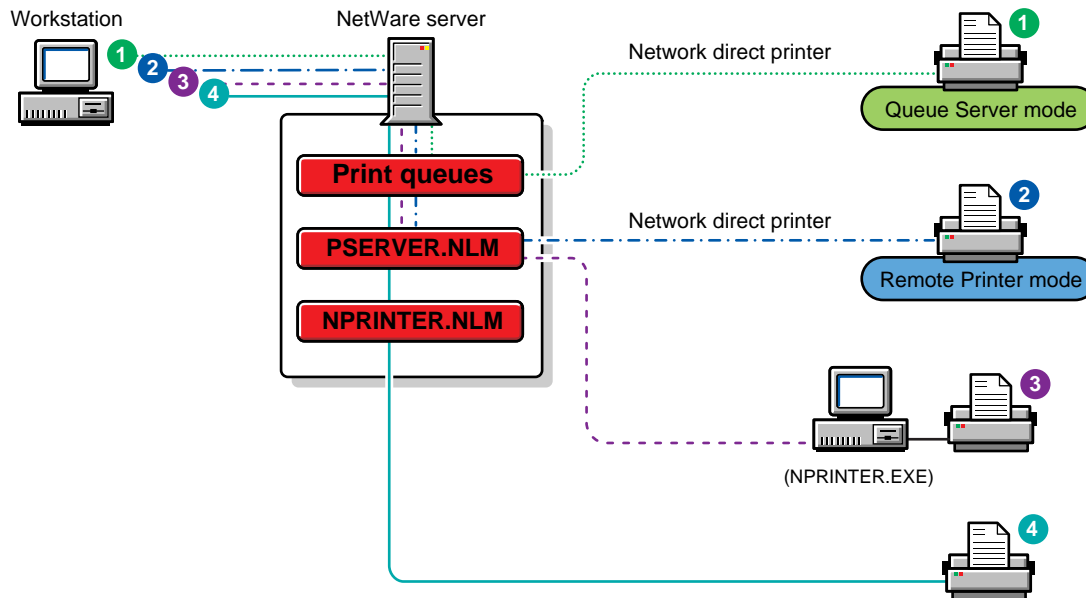 Workstation
NetWare server
1
2
3
4
Network direct printer
1
Queue Server mode
Print queues
PSERVER.NLM
NPRINTER.NLM
Network direct printer
2
Remote Printer mode
3
(NPRINTER.EXE)
4